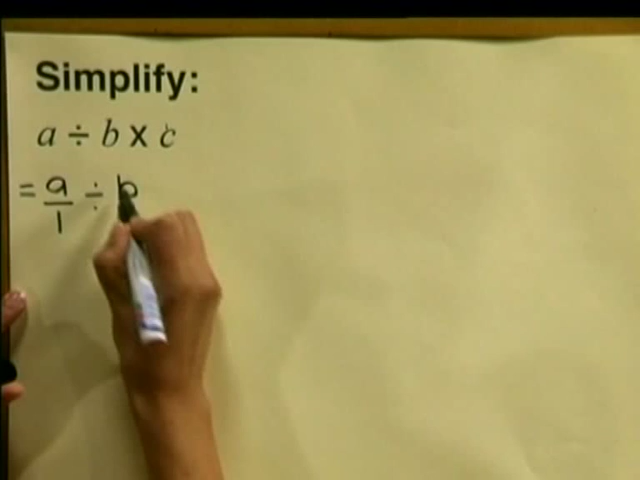 Simplify:
a ÷ b x c
= a/1 ÷ b